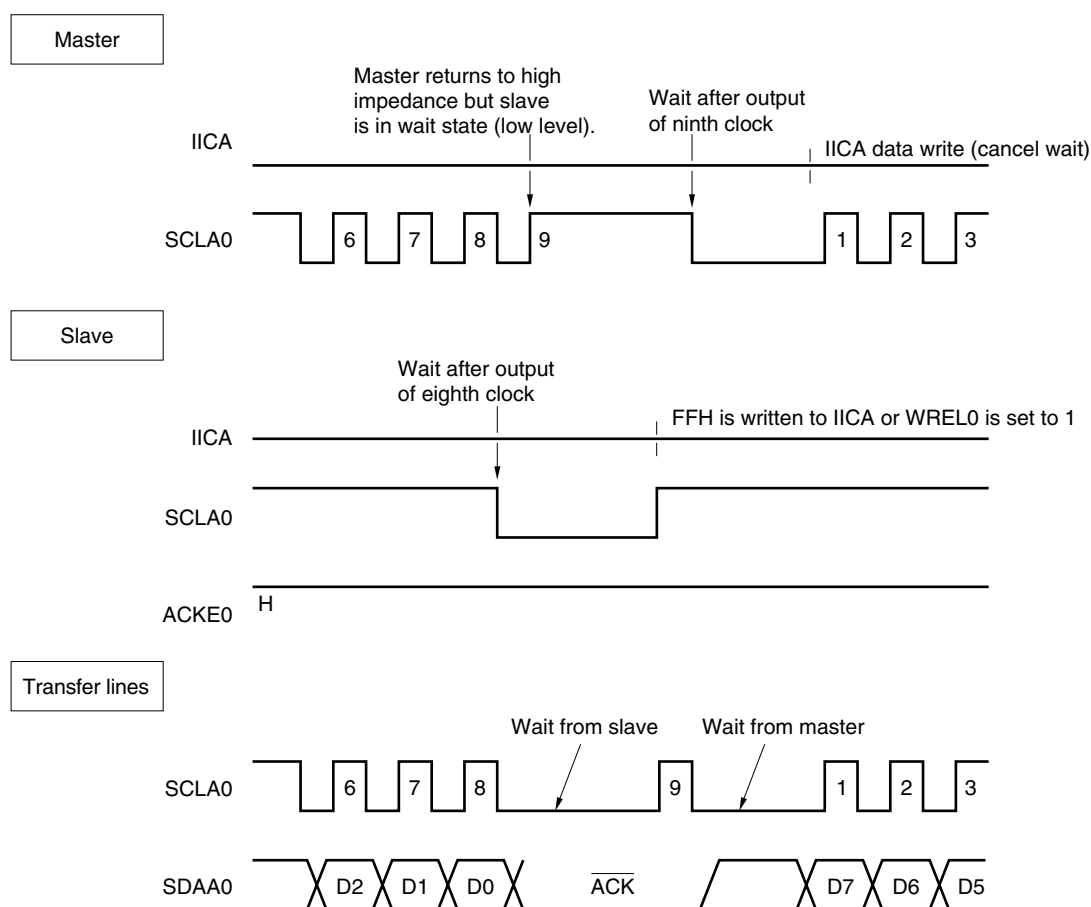 Master
Master returns to high
impedance but slave
is in wait state (low level).
Wait after output
of ninth clock
IICA
IICA data write (cancel wait)
SCLA0
6 7 8 9 1 2 3
Slave
Wait after output
of eighth clock
IICA
FFH is written to IICA or WREL0 is set to 1
SCLA0
ACKE0
H
Transfer lines
Wait from slave Wait from master
SCLA0
6 7 8 9 1 2 3
SDAA0
D2 D1 D0 ACK D7 D6 D5